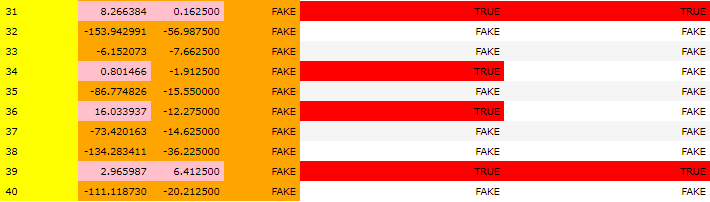 31 8.266384 0.162500 FAKE TRUE TRUE
32 -153.942991 -56.987500 FAKE FAKE FAKE
33 -6.152073 -7.662500 FAKE FAKE FAKE
34 0.801466 -1.912500 FAKE TRUE FAKE
35 -86.774826 -15.550000 FAKE FAKE FAKE
36 16.033937 -12.275000 FAKE TRUE FAKE
37 -73.420163 -14.625000 FAKE FAKE FAKE
38 -134.283411 -36.225000 FAKE FAKE FAKE
39 2.965987 6.412500 FAKE TRUE TRUE
40 -111.118730 -20.212500 FAKE FAKE FAKE